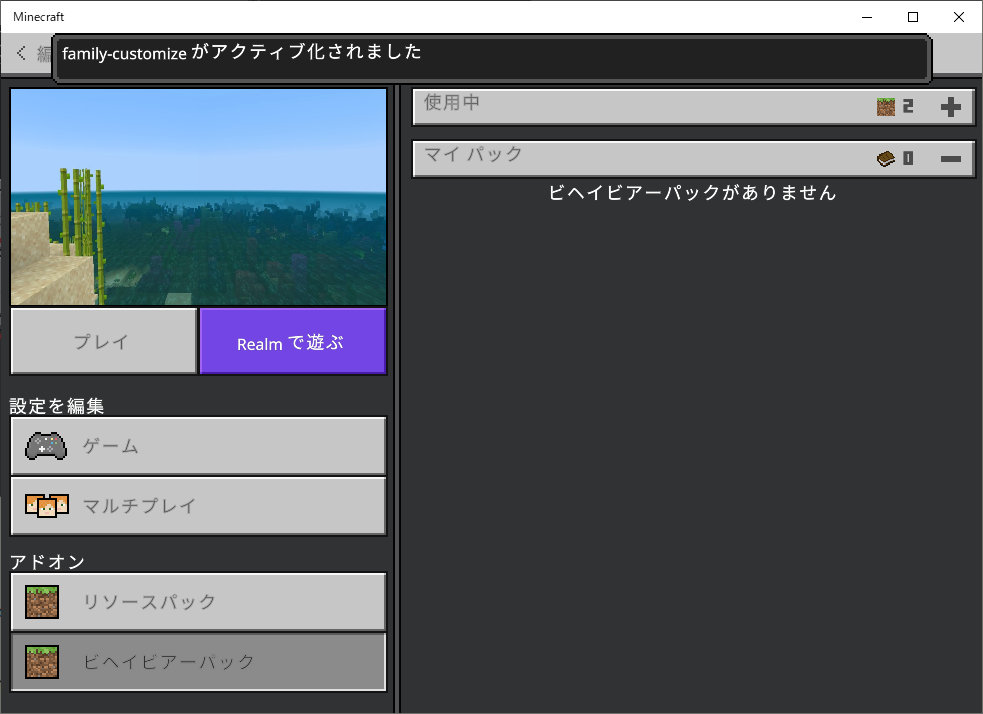 Minecraft
編
family-customize がアクティブ化されました
使用中
2
マイ パック
0
ビヘイビアーパックがありません
プレイ
Realm で遊ぶ
設定を編集
ゲーム
マルチプレイ
アドオン
リソースパック
ビヘイビアーパック